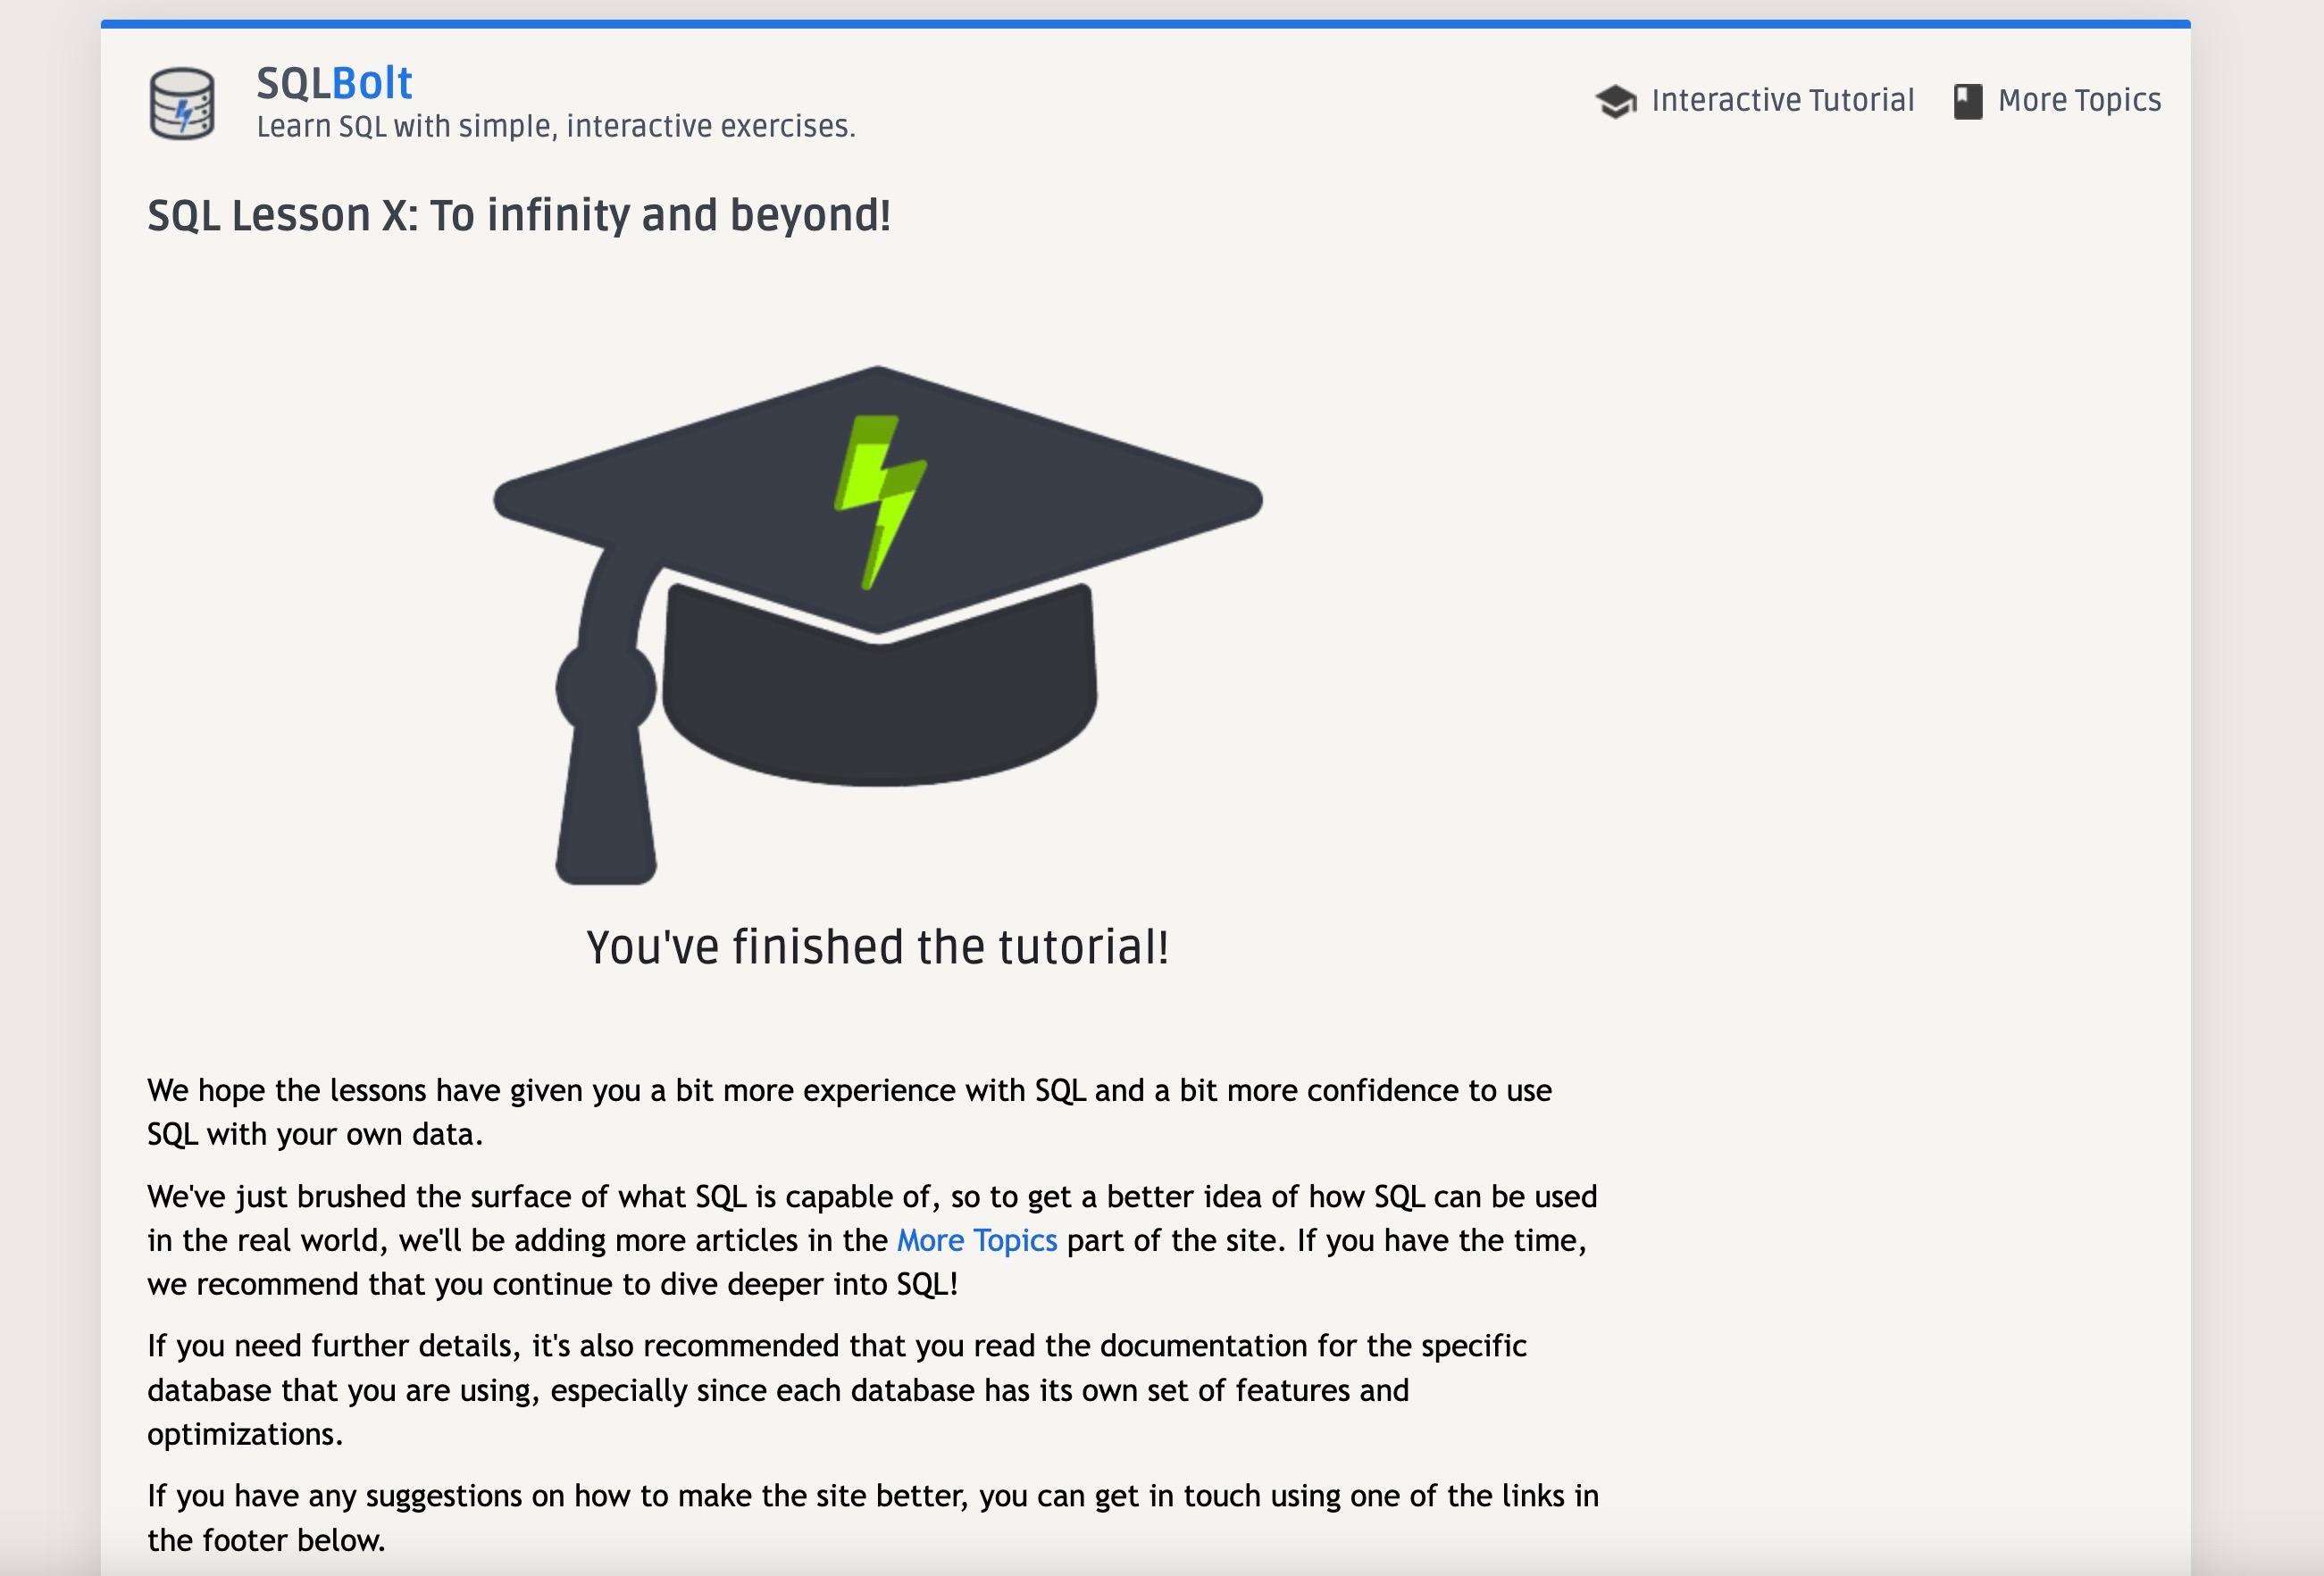 SQLBolt
Learn SQL with simple, interactive exercises.
Interactive Tutorial
More Topics
SQL Lesson X: To infinity and beyond!
You've finished the tutorial!
We hope the lessons have given you a bit more experience with SQL and a bit more confidence to use
SQL with your own data.
We've just brushed the surface of what SQL is capable of, so to get a better idea of how SQL can be used
in the real world, we'll be adding more articles in the More Topics part of the site. If you have the time,
we recommend that you continue to dive deeper into SQL!
If you need further details, it's also recommended that you read the documentation for the specific
database that you are using, especially since each database has its own set of features and
optimizations.
If you have any suggestions on how to make the site better, you can get in touch using one of the links in
the footer below.